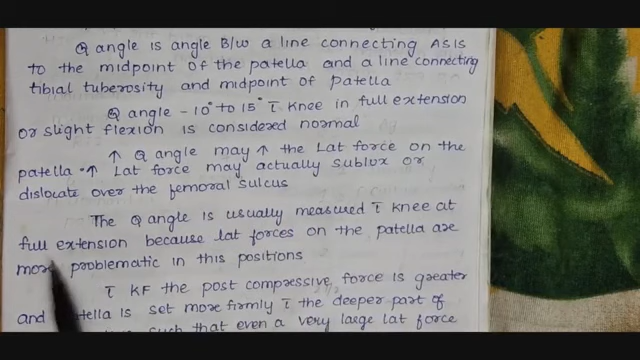 Q angle is angle B/w a line connecting ASIS
to the midpoint of the patella and a line connecting
tibial tuberosity and midpoint of patella
Q angle - 10° to 15° c̄ knee in full extension
or slight flexion is considered normal
↑ Q angle may ↑ the Lat force on the
patella. ↑ Lat force may actually sublux or
dislocate over the femoral sulcus
The Q angle is usually measured c̄ knee at
full extension because lat forces on the patella are
more problematic in this positions
c̄ KF the post compressive force is greater
and patella is set more firmly c̄ the deeper part of
such that even a very large lat force